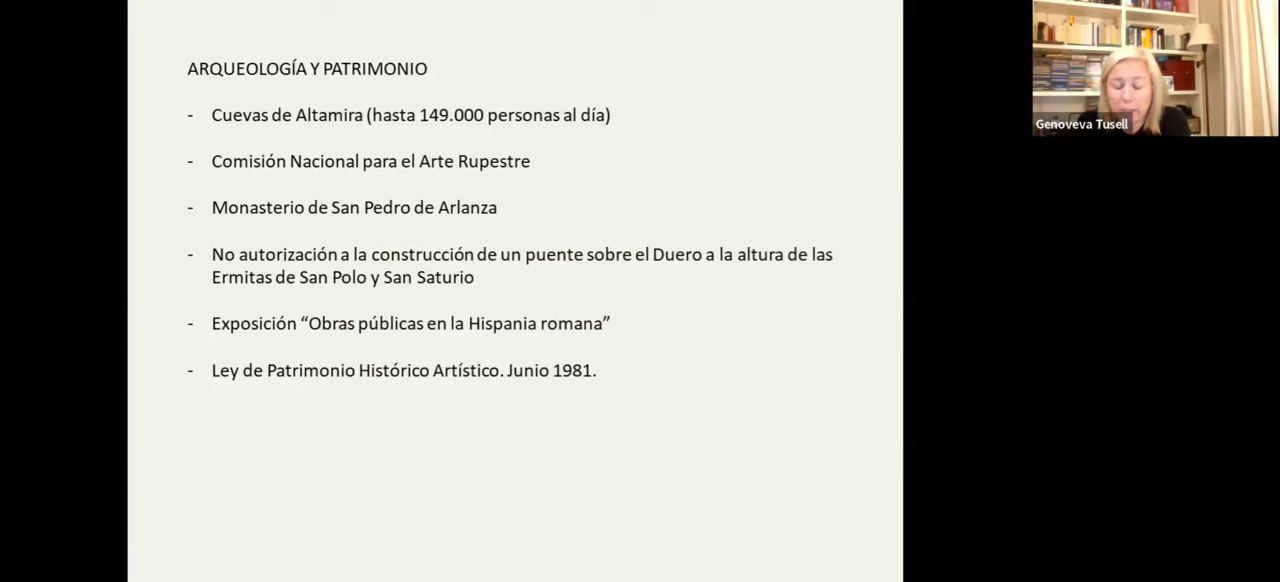 ARQUEOLOGÍA Y PATRIMONIO
- Cuevas de Altamira (hasta 149.000 personas al día)
- Comisión Nacional para el Arte Rupestre
- Monasterio de San Pedro de Arlanza
- No autorización a la construcción de un puente sobre el Duero a la altura de las
Ermitas de San Polo y San Saturio
- Exposición “Obras públicas en la Hispania romana”
- Ley de Patrimonio Histórico Artístico. Junio 1981.
Genoveva Tusell